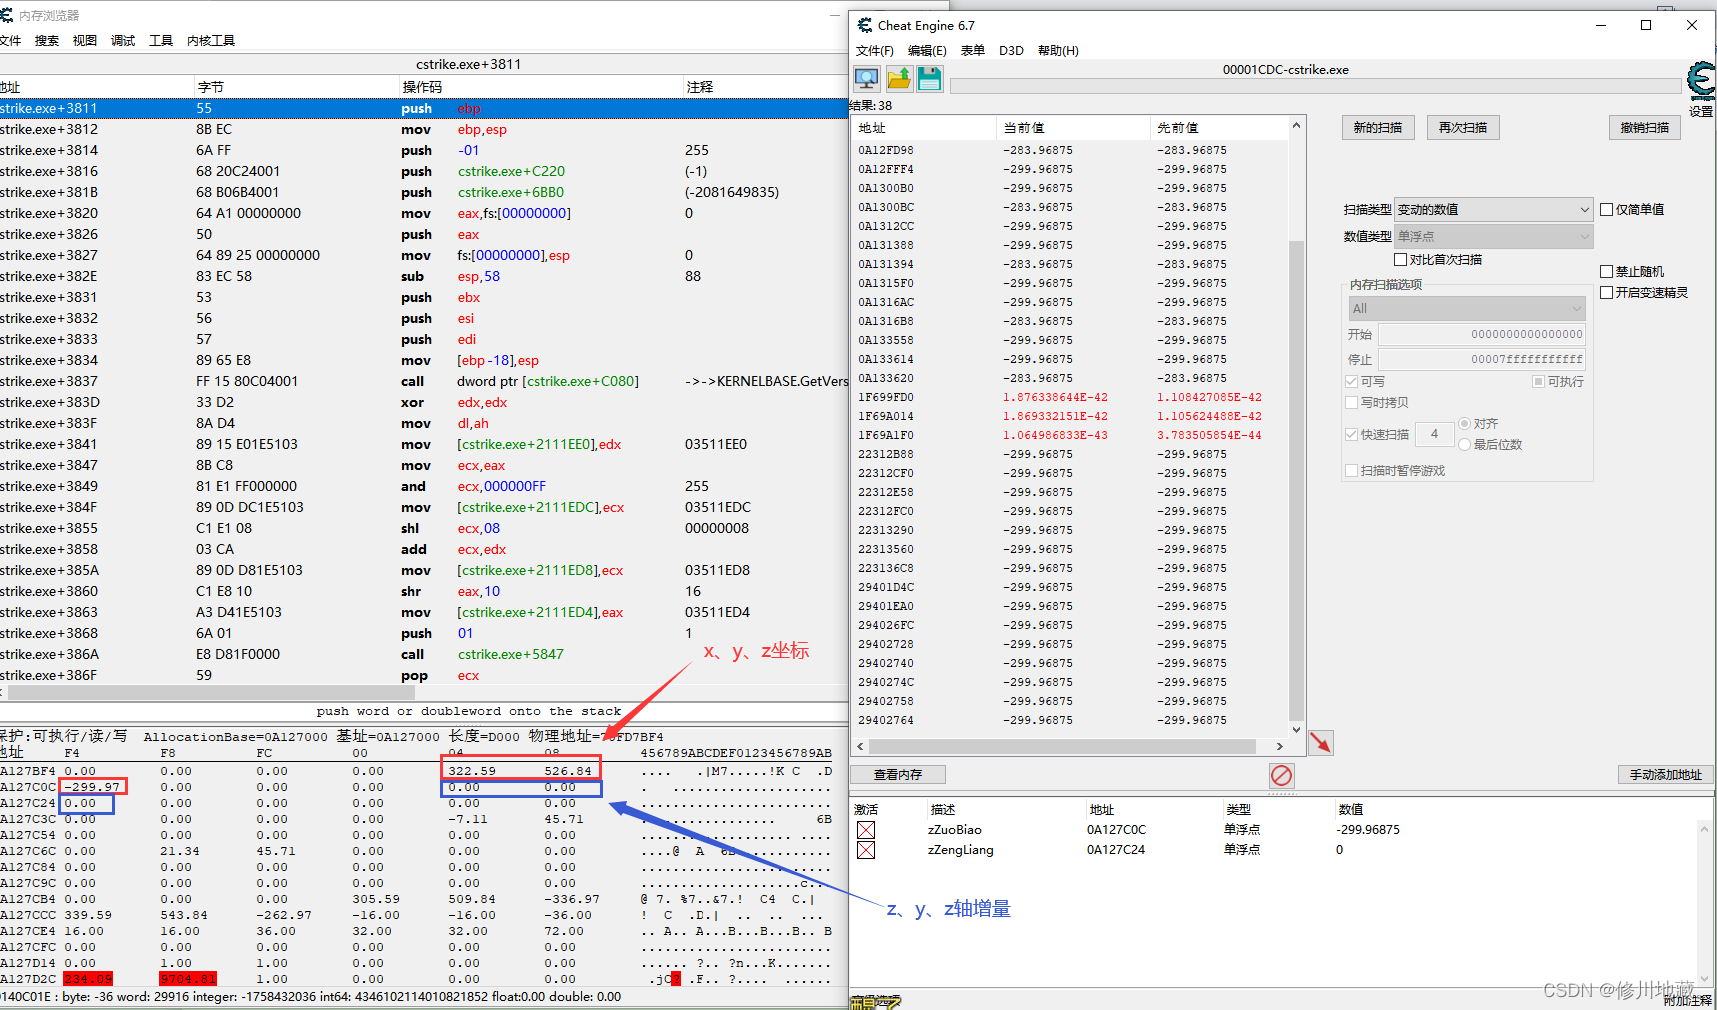 内存浏览器
文件 搜索 视图 调试 工具 内核工具
cstrike.exe+3811
地址 字节 操作码 注释
strike.exe+3811 55 push ebp
strike.exe+3812 8B EC mov ebp,esp
strike.exe+3814 6A FF push -01 255
strike.exe+3816 68 20C24001 push cstrike.exe+C220 (-1)
strike.exe+381B 68 B06B4001 push cstrike.exe+6BB0 (-2081649835)
strike.exe+3820 64 A1 00000000 mov eax,fs:[00000000] 0
strike.exe+3826 50 push eax
strike.exe+3827 64 89 25 00000000 mov fs:[00000000],esp 0
strike.exe+382E 83 EC 58 sub esp,58 88
strike.exe+3831 53 push ebx
strike.exe+3832 56 push esi
strike.exe+3833 57 push edi
strike.exe+3834 89 65 E8 mov [ebp-18],esp
strike.exe+3837 FF 15 80C04001 call dword ptr [cstrike.exe+C080] ->->KERNELBASE.GetVers
strike.exe+383D 33 D2 xor edx,edx
strike.exe+383F 8A D4 mov dl,ah
strike.exe+3841 89 15 E01E5103 mov [cstrike.exe+2111EE0],edx 03511EE0
strike.exe+3847 8B C8 mov ecx,eax
strike.exe+3849 81 E1 FF000000 and ecx,000000FF 255
strike.exe+384F 89 0D DC1E5103 mov [cstrike.exe+2111EDC],ecx 03511EDC
strike.exe+3855 C1 E1 08 shl ecx,08 00000008
strike.exe+3858 03 CA add ecx,edx
strike.exe+385A 89 0D D81E5103 mov [cstrike.exe+2111ED8],ecx 03511ED8
strike.exe+3860 C1 E8 10 shr eax,10 16
strike.exe+3863 A3 D41E5103 mov [cstrike.exe+2111ED4],eax 03511ED4
strike.exe+3868 6A 01 push 01 1
strike.exe+386A E8 D81F0000 call cstrike.exe+5847
strike.exe+386F 59 pop ecx
x、y、z坐标
push word or doubleword onto the stack
保护:可执行/读/写 AllocationBase=0A127000 基址=0A127000 长度=D000 物理地址=79FD7BF4
地址 F4 F8 FC 00 04 08 456789ABCDEF0123456789AB
A127BF4 0.00 0.00 0.00 0.00 322.59 526.84
A127C0C -299.97 0.00 0.00 0.00 0.00 0.00
A127C24 0.00 0.00 0.00 0.00 0.00 0.00
A127C3C 0.00 0.00 0.00 0.00 -7.11 45.71
A127C54 0.00 0.00 0.00 0.00 0.00 0.00
A127C6C 0.00 21.34 45.71 0.00 0.00 0.00
A127C84 0.00 0.00 0.00 0.00 0.00 0.00
A127C9C 0.00 0.00 0.00 0.00 0.00 0.00
A127CB4 0.00 0.00 0.00 305.59 509.84 -336.97
A127CCC 339.59 543.84 -262.97 -16.00 -16.00 -36.00
A127CE4 16.00 16.00 36.00 32.00 32.00 72.00
A127CFC 0.00 0.00 0.00 0.00 0.00 0.00
A127D14 0.00 1.00 1.00 0.00 0.00 0.00
A127D2C 234.09 9704.81 1.00 0.00 0.00 0.00
z、y、z轴增量
0140C01E : byte: -36 word: 29916 integer: -1758432036 int64: 4346102114010821852 float:0.00 double: 0.00
Cheat Engine 6.7
文件(F) 编辑(E) 表单 D3D 帮助(H)
00001CDC-cstrike.exe
设置
结果: 38
地址 当前值 先前值
0A12FD98 -283.96875 -283.96875
0A12FFF4 -299.96875 -299.96875
0A1300B0 -299.96875 -299.96875
0A1300BC -283.96875 -283.96875
0A1312CC -299.96875 -299.96875
0A131388 -299.96875 -299.96875
0A131394 -283.96875 -283.96875
0A1315F0 -299.96875 -299.96875
0A1316AC -299.96875 -299.96875
0A1316B8 -283.96875 -283.96875
0A133558 -299.96875 -299.96875
0A133614 -299.96875 -299.96875
0A133620 -283.96875 -283.96875
1F699FD0 1.876338644E-42 1.108427085E-42
1F69A014 1.869332151E-42 1.105624488E-42
1F69A1F0 1.064986833E-43 3.783505854E-44
22312B88 -299.96875 -299.96875
22312CF0 -299.96875 -299.96875
22312E58 -299.96875 -299.96875
22312FC0 -299.96875 -299.96875
22313290 -299.96875 -299.96875
22313560 -299.96875 -299.96875
223136C8 -299.96875 -299.96875
29401D4C -299.96875 -299.96875
29401EA0 -299.96875 -299.96875
294026FC -299.96875 -299.96875
29402728 -299.96875 -299.96875
29402740 -299.96875 -299.96875
2940274C -299.96875 -299.96875
29402758 -299.96875 -299.96875
29402764 -299.96875 -299.96875
新的扫描 再次扫描 撤销扫描
扫描类型 变动的数值 仅简单值
数值类型 单浮点
对比首次扫描
禁止随机
内存扫描选项
开启变速精灵
All
开始 0000000000000000
停止 00007fffffffffff
可写 可执行
写时拷贝
快速扫描 4 对齐
最后位数
扫描时暂停游戏
查看内存 手动添加地址
激活 描述 地址 类型 数值
zZuoBiao 0A127C0C 单浮点 -299.96875
zZengLiang 0A127C24 单浮点 0
CSDN @修川地藏
附加注释